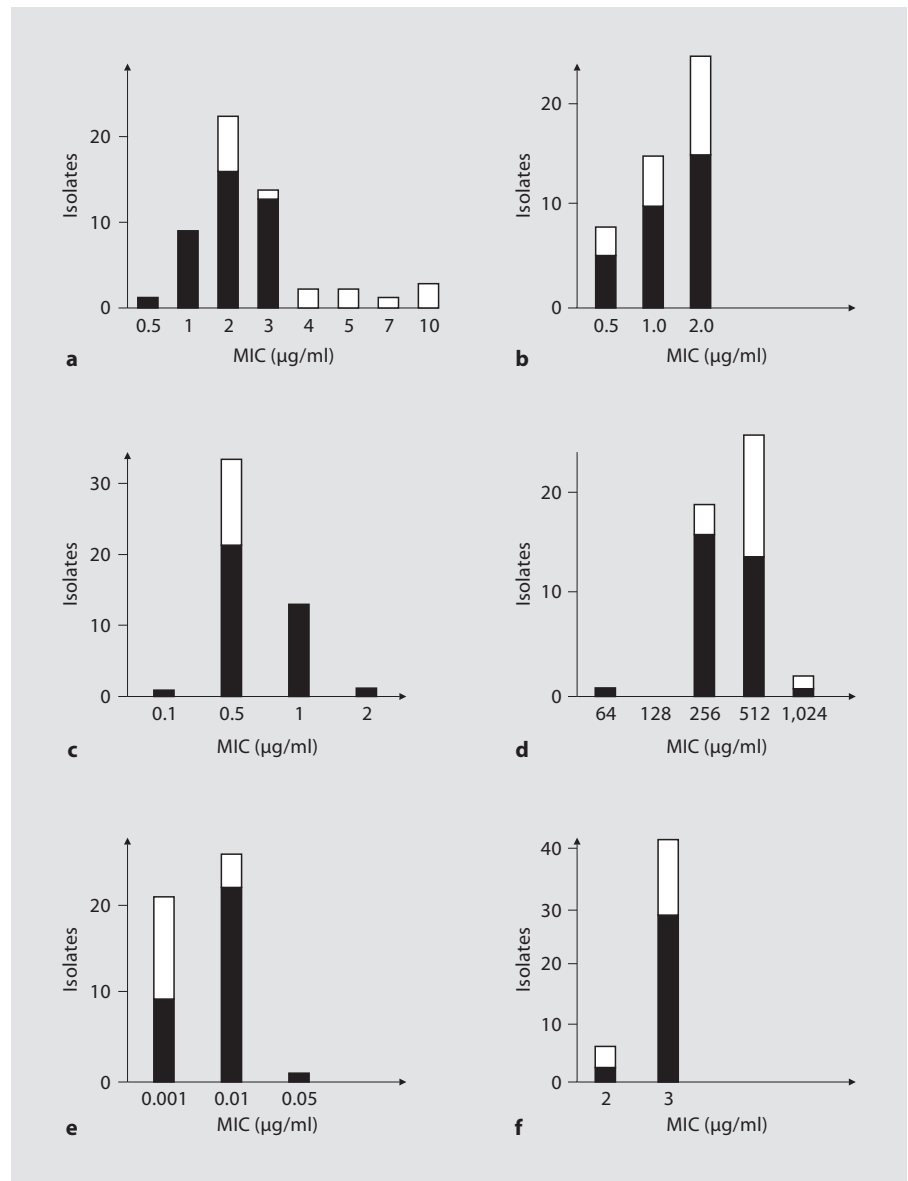 20
10
0
Isolates
0.5 1 2 3 4 5 7 10
MIC (µg/ml)
a
20
10
0
Isolates
0.5 1.0 2.0
MIC (µg/ml)
b
30
20
10
0
Isolates
0.1 0.5 1 2
MIC (µg/ml)
c
20
10
0
Isolates
64 128 256 512 1,024
MIC (µg/ml)
d
20
10
0
Isolates
0.001 0.01 0.05
MIC (µg/ml)
e
40
30
20
10
0
Isolates
2 3
MIC (µg/ml)
f